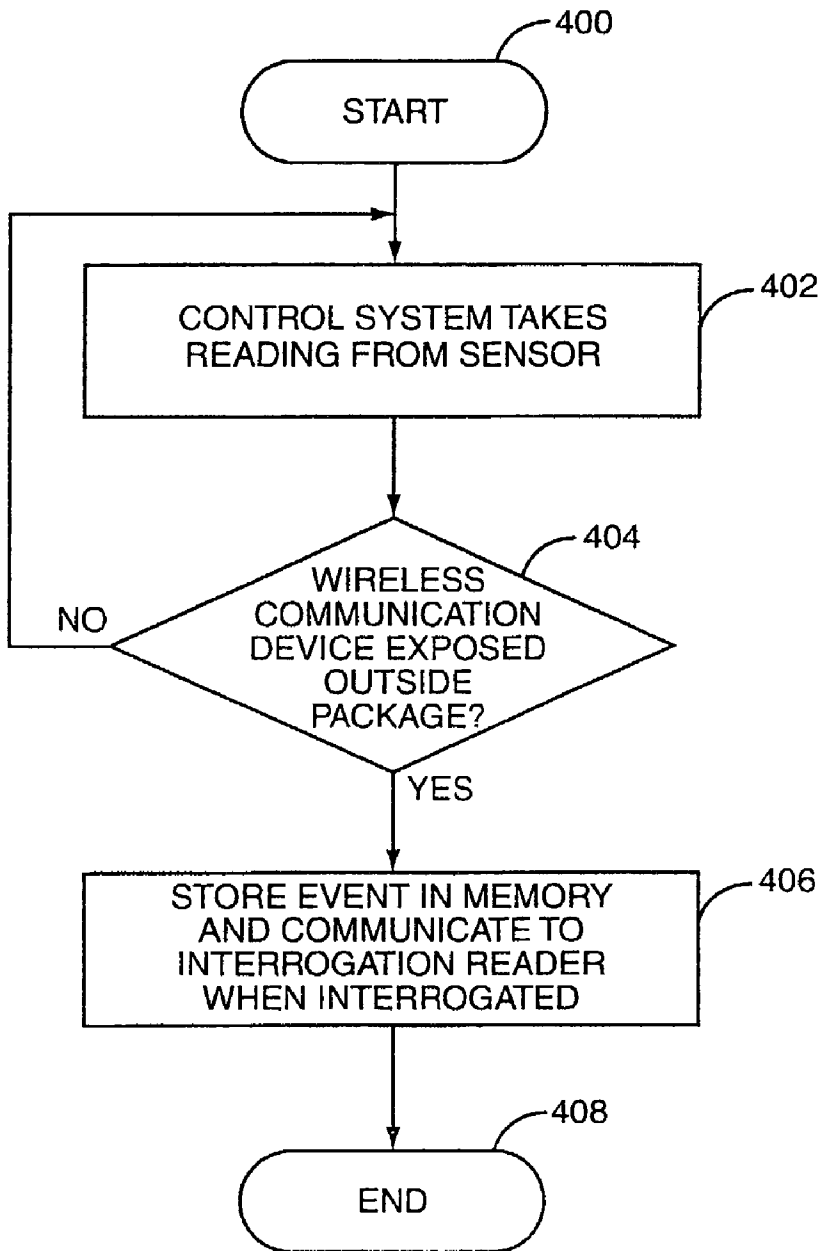 400
START
402
CONTROL SYSTEM TAKES
READING FROM SENSOR
404
WIRELESS
COMMUNICATION
DEVICE EXPOSED
OUTSIDE
PACKAGE?
NO
YES
406
STORE EVENT IN MEMORY
AND COMMUNICATE TO
INTERROGATION READER
WHEN INTERROGATED
408
END